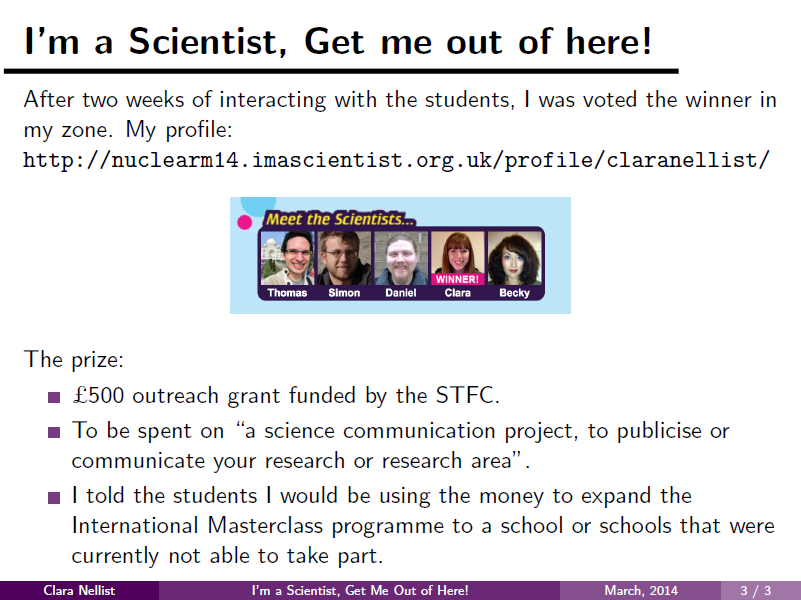 I'm a Scientist, Get me out of here!
After two weeks of interacting with the students, I was voted the winner in
my zone. My profile:
http://nuclearm14.imascientist.org.uk/profile/claranellist/
Meet the Scientists...
WINNER!
Thomas Simon Daniel Clara Becky
The prize:
£500 outreach grant funded by the STFC.
To be spent on “a science communication project, to publicise or
communicate your research or research area”.
I told the students I would be using the money to expand the
International Masterclass programme to a school or schools that were
currently not able to take part.
Clara Nellist I'm a Scientist, Get Me Out of Here! March, 2014 3 / 3